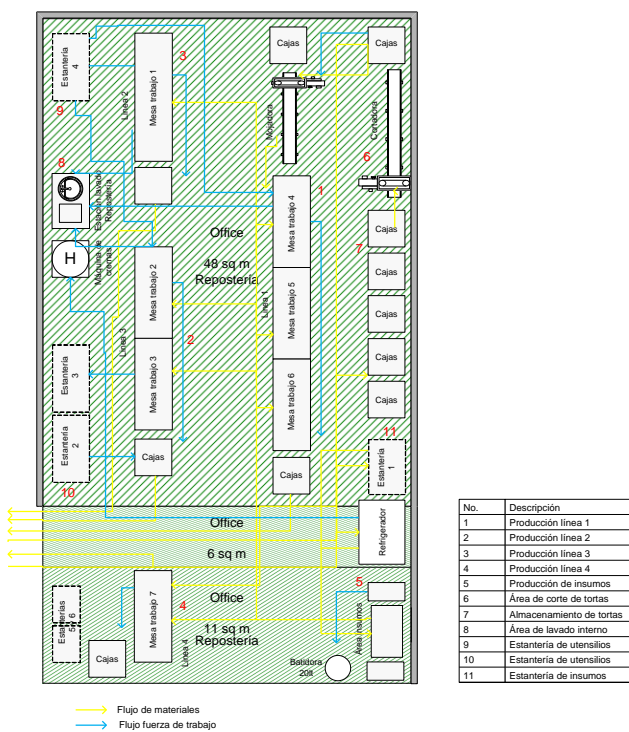 Cajas
Cajas
3
Estantería
4
Mesa trabajo 1
Linea 2
Mojadora
Cortadora
9
8
6
Estación lavado
Repostería
1
Office
48 sq m
Repostería
Mesa trabajo 4
Cajas
7
H
Maquina de
cremas
Mesa trabajo 2
Linea 3
Linea 1
Mesa trabajo 5
Cajas
Cajas
2
Estantería
3
Mesa trabajo 3
Mesa trabajo 6
Cajas
Cajas
Estantería
2
10
Cajas
Cajas
11
Estantería
1
Office
6 sq m
Refrigerador
Office
11 sq m
Repostería
Estanterías
5 y 6
Cajas
Mesa trabajo 7
4
Linea 4
5
Área insumos
Batidora
20lt
No. Descripción
1 Producción línea 1
2 Producción línea 2
3 Producción línea 3
4 Producción línea 4
5 Producción de insumos
6 Área de corte de tortas
7 Almacenamiento de tortas
8 Área de lavado interno
9 Estantería de utensilios
10 Estantería de utensilios
11 Estantería de insumos
Flujo de materiales
Flujo fuerza de trabajo